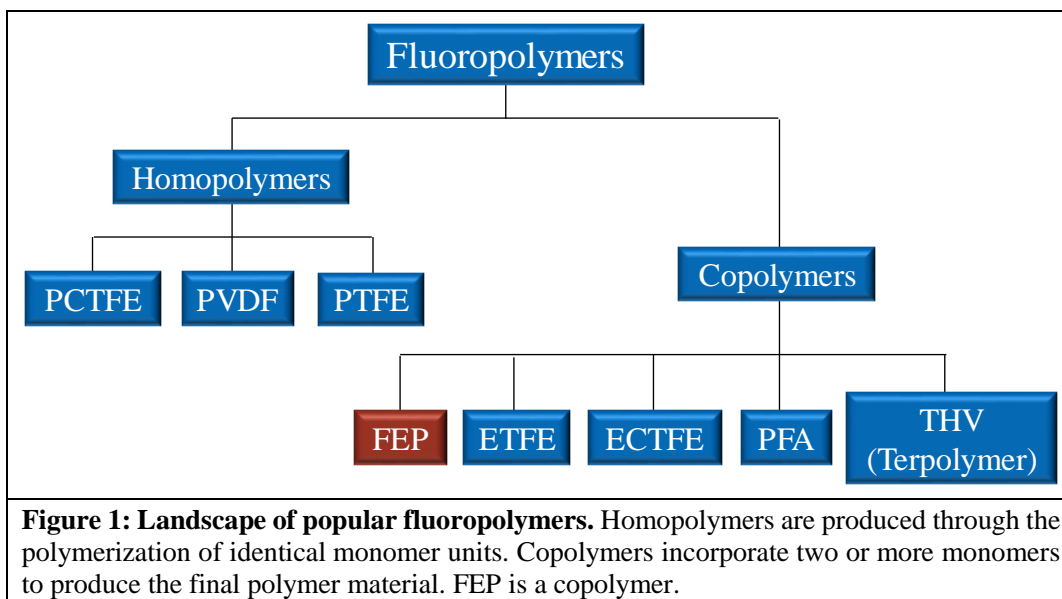 Fluoropolymers
Homopolymers
Copolymers
PCTFE
PVDF
PTFE
FEP
ETFE
ECTFE
PFA
THV
(Terpolymer)
Figure 1: Landscape of popular fluoropolymers. Homopolymers are produced through the
polymerization of identical monomer units. Copolymers incorporate two or more monomers
to produce the final polymer material. FEP is a copolymer.